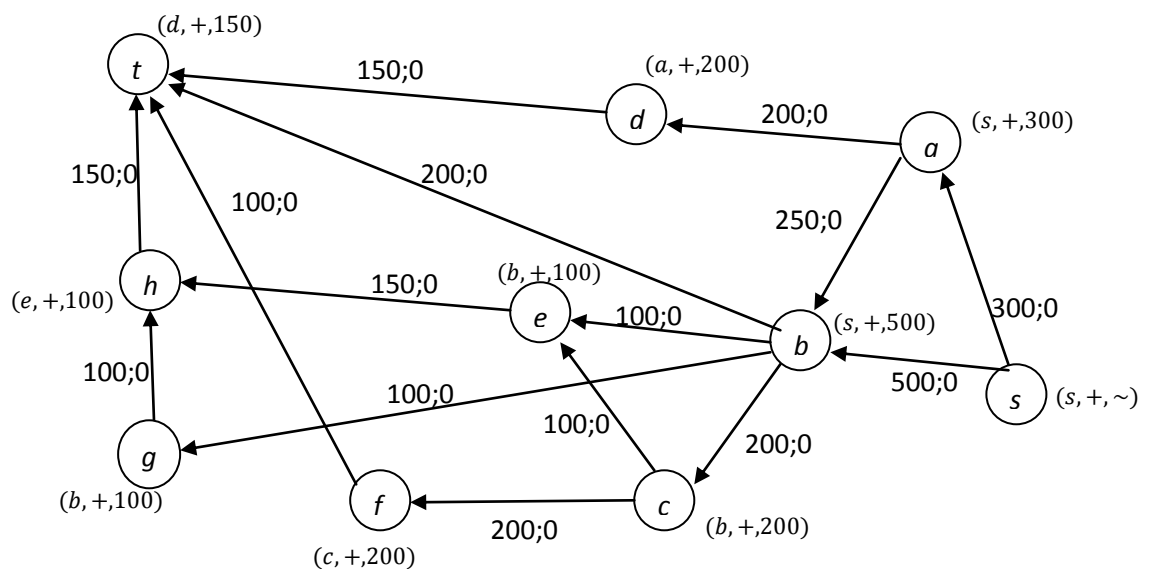 (d, +,150)
t
150;0
(a, +,200)
d
200;0
(s, +,300)
a
150;0
100;0
200;0
250;0
h
(e, +,100)
150;0
(b, +,100)
e
100;0
(s, +,500)
b
300;0
500;0
s
(s, +, ~)
100;0
100;0
100;0
200;0
g
(b, +,100)
f
(c, +,200)
200;0
c
(b, +,200)